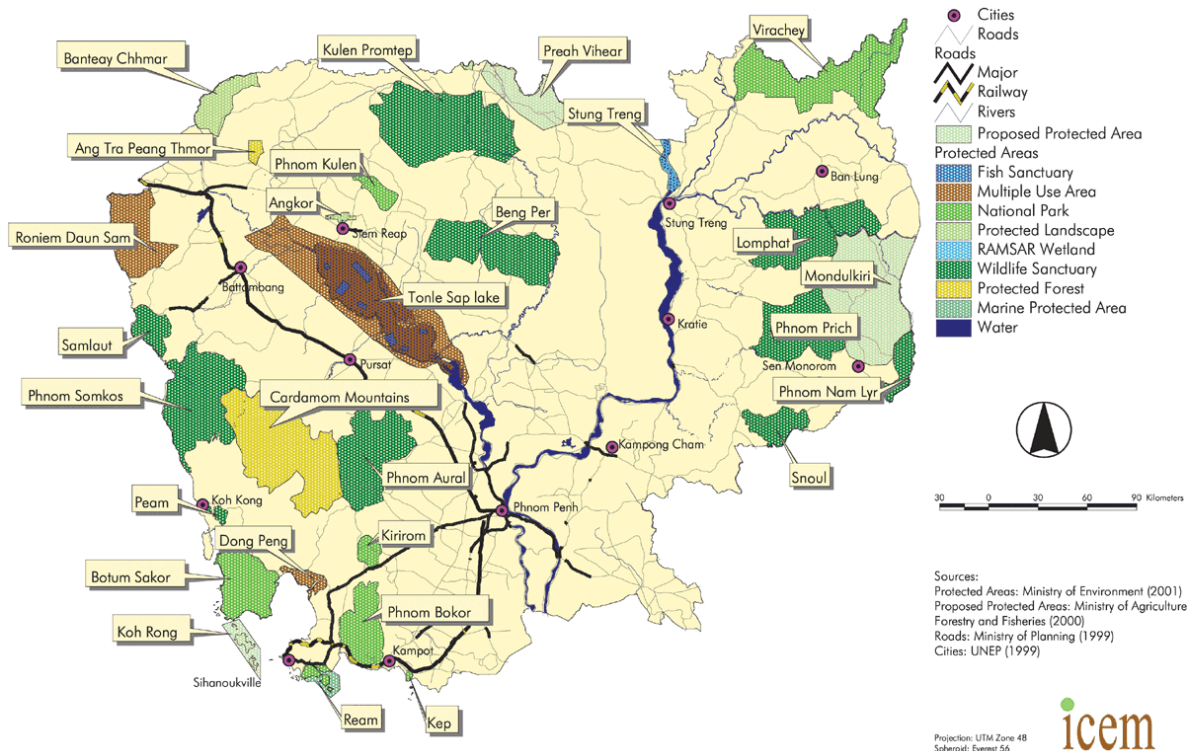 Banteay Chhmar
Kulen Promtep
Preah Vihear
Virachey
Ang Tra Peang Thmor
Phnom Kulen
Stung Treng
Ban Lung
Angkor
Siem Reap
Beng Per
Stung Treng
Roniem Daun Sam
Lomphat
Battambang
Tonle Sap lake
Mondulkiri
Kratie
Phnom Prich
Samlaut
Pursat
Sen Monorom
Phnom Somkos
Cardamom Mountains
Phnom Nam Lyr
Kampong Cham
Phnom Aural
Snoul
Peam
Koh Kong
Phnom Penh
Dong Peng
Kirirom
Botum Sakor
Phnom Bokor
Koh Rong
Kampot
Sihanoukville
Ream
Kep
Cities
Roads
Roads
Major
Railway
Rivers
Proposed Protected Area
Protected Areas
Fish Sanctuary
Multiple Use Area
National Park
Protected Landscape
RAMSAR Wetland
Wildlife Sanctuary
Protected Forest
Marine Protected Area
Water
30 0 30 60 90 Kilometers
Sources:
Protected Areas: Ministry of Environment (2001)
Proposed Protected Areas: Ministry of Agriculture
Forestry and Fisheries (2000)
Roads: Ministry of Planning (1999)
Cities: UNEP (1999)
Projection: UTM Zone 48
Spheroid: Everest 56
icem